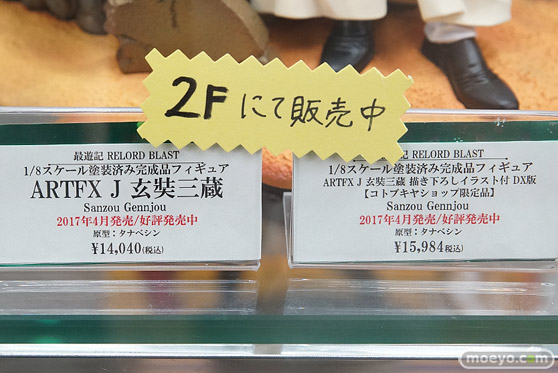 2F にて販売中
最遊記 RELORD BLAST
1/8スケール塗装済み完成品フィギュア
ARTFX J 玄奘三蔵
Sanzou Gennjou
2017年4月発売/好評発売中
原型：タナベシン
¥14,040(税込)
記 RELORD BLAST
1/8スケール塗装済み完成品フィギュア
ARTFX J 玄奘三蔵 描き下ろしイラスト付 DX版
【コトブキヤショップ限定品】
Sanzou Gennjou
2017年4月発売/好評発売中
原型：タナベシン
¥15,984(税込)
moeyo.com